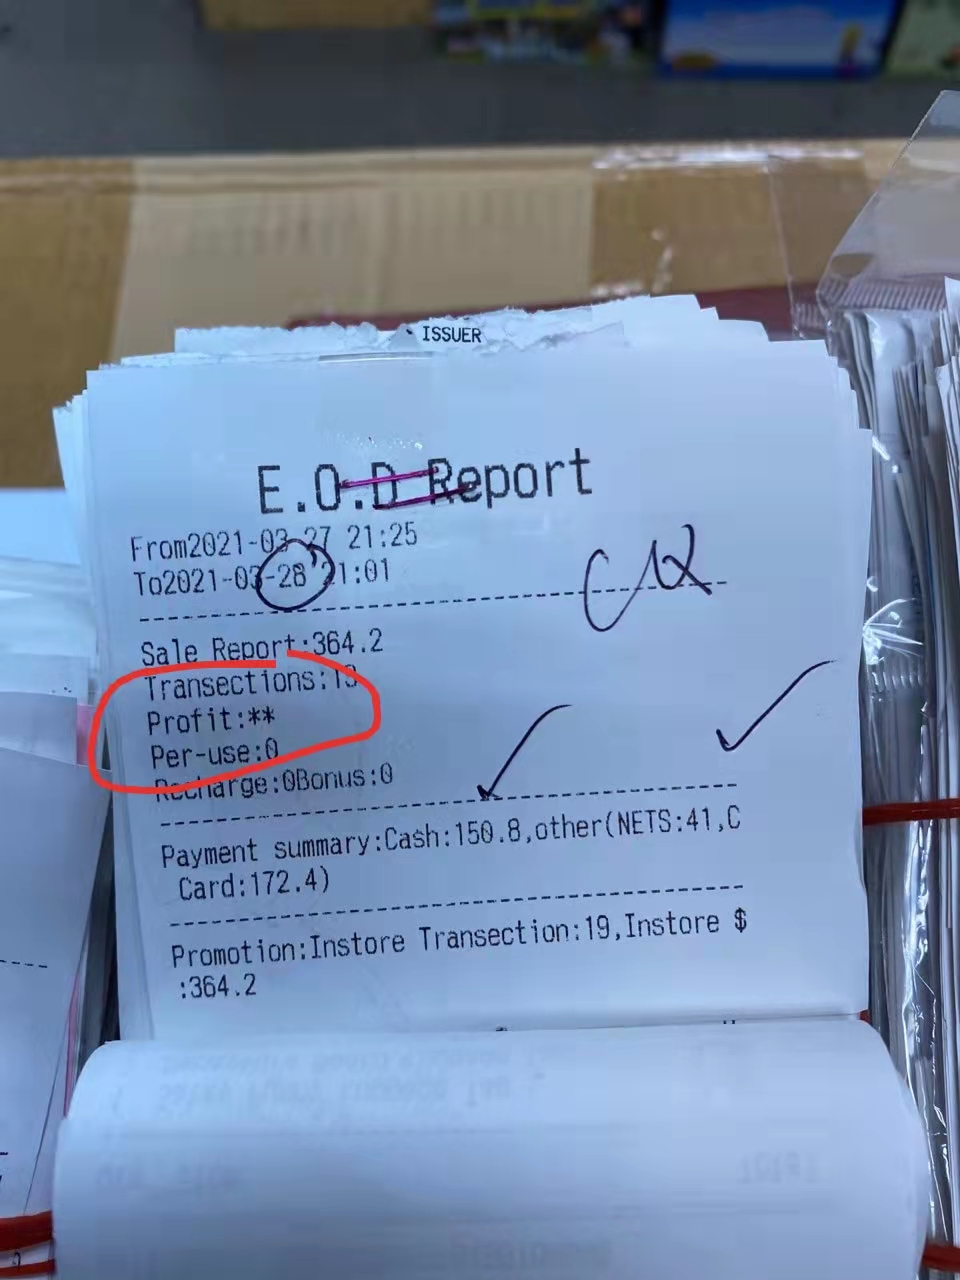 ISSUER
E.O.D Report
From2021-03-27 21:25
To2021-03-28 21:01
Sale Report:364.2
Transections:19
Profit:**
Per-use:0
Recharge:0Bonus:0
Payment summary:Cash:150.8,other(NETS:41,C
Card:172.4)
Promotion:Instore Transection:19,Instore $
:364.2